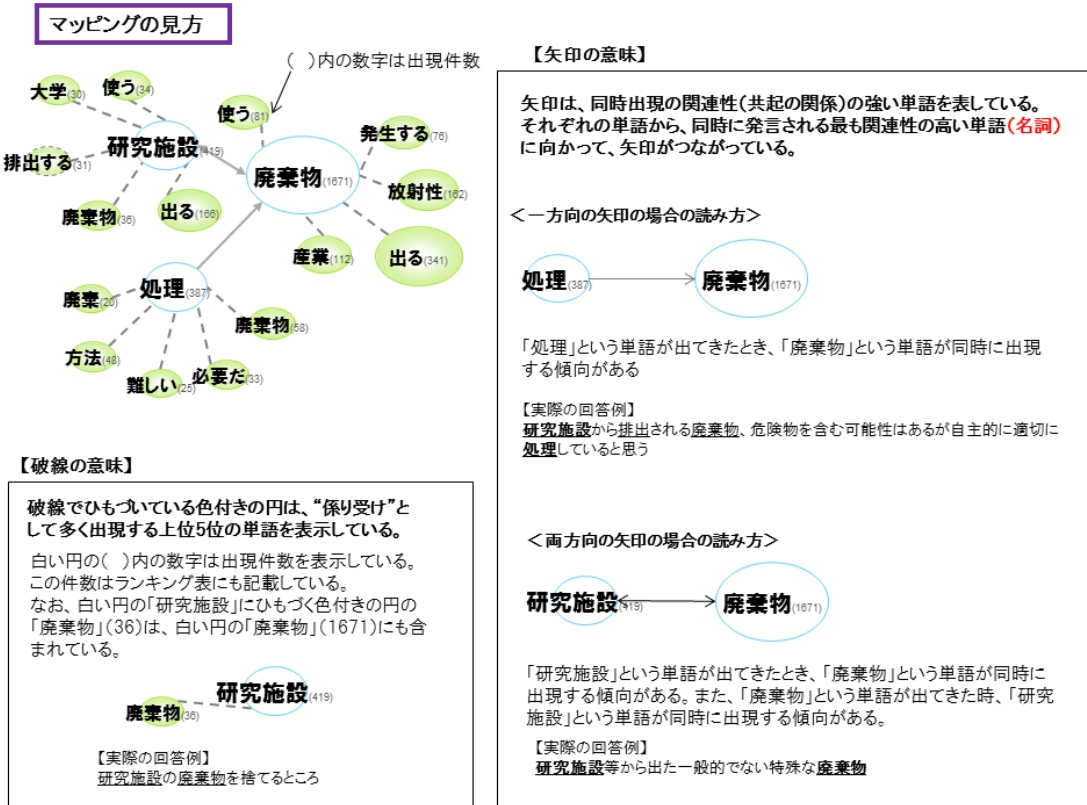 マッピングの見方
( )内の数字は出現件数
大学(30)
使う(34)
使う(81)
発生する(76)
研究施設(419)
排出する(31)
廃棄物(1671)
放射性(162)
廃棄物(36)
出る(166)
産業(112)
出る(341)
処理(387)
廃棄(20)
廃棄物(58)
方法(48)
難しい(25)
必要だ(33)
【破線の意味】
破線でひもづいている色付きの円は、“係り受け”と
して多く出現する上位5位の単語を表示している。
白い円の( )内の数字は出現件数を表示している。
この件数はランキング表にも記載している。
なお、白い円の「研究施設」にひもづく色付きの円の
「廃棄物」(36)は、白い円の「廃棄物」(1671)にも含
まれている。
研究施設(419)
廃棄物(36)
【実際の回答例】
研究施設の廃棄物を捨てるところ
【矢印の意味】
矢印は、同時出現の関連性(共起の関係)の強い単語を表している。
それぞれの単語から、同時に発言される最も関連性の高い単語(名詞)
に向かって、矢印がつながっている。
＜一方向の矢印の場合の読み方＞
処理(387)
廃棄物(1671)
「処理」という単語が出てきたとき、「廃棄物」という単語が同時に出現
する傾向がある
【実際の回答例】
研究施設から排出される廃棄物、危険物を含む可能性はあるが自主的に適切に
処理していると思う
＜両方向の矢印の場合の読み方＞
研究施設(419)
廃棄物(1671)
「研究施設」という単語が出てきたとき、「廃棄物」という単語が同時に
出現する傾向がある。また、「廃棄物」という単語が出てきた時、「研究
施設」という単語が同時に出現する傾向がある。
【実際の回答例】
研究施設等から出た一般的でない特殊な廃棄物